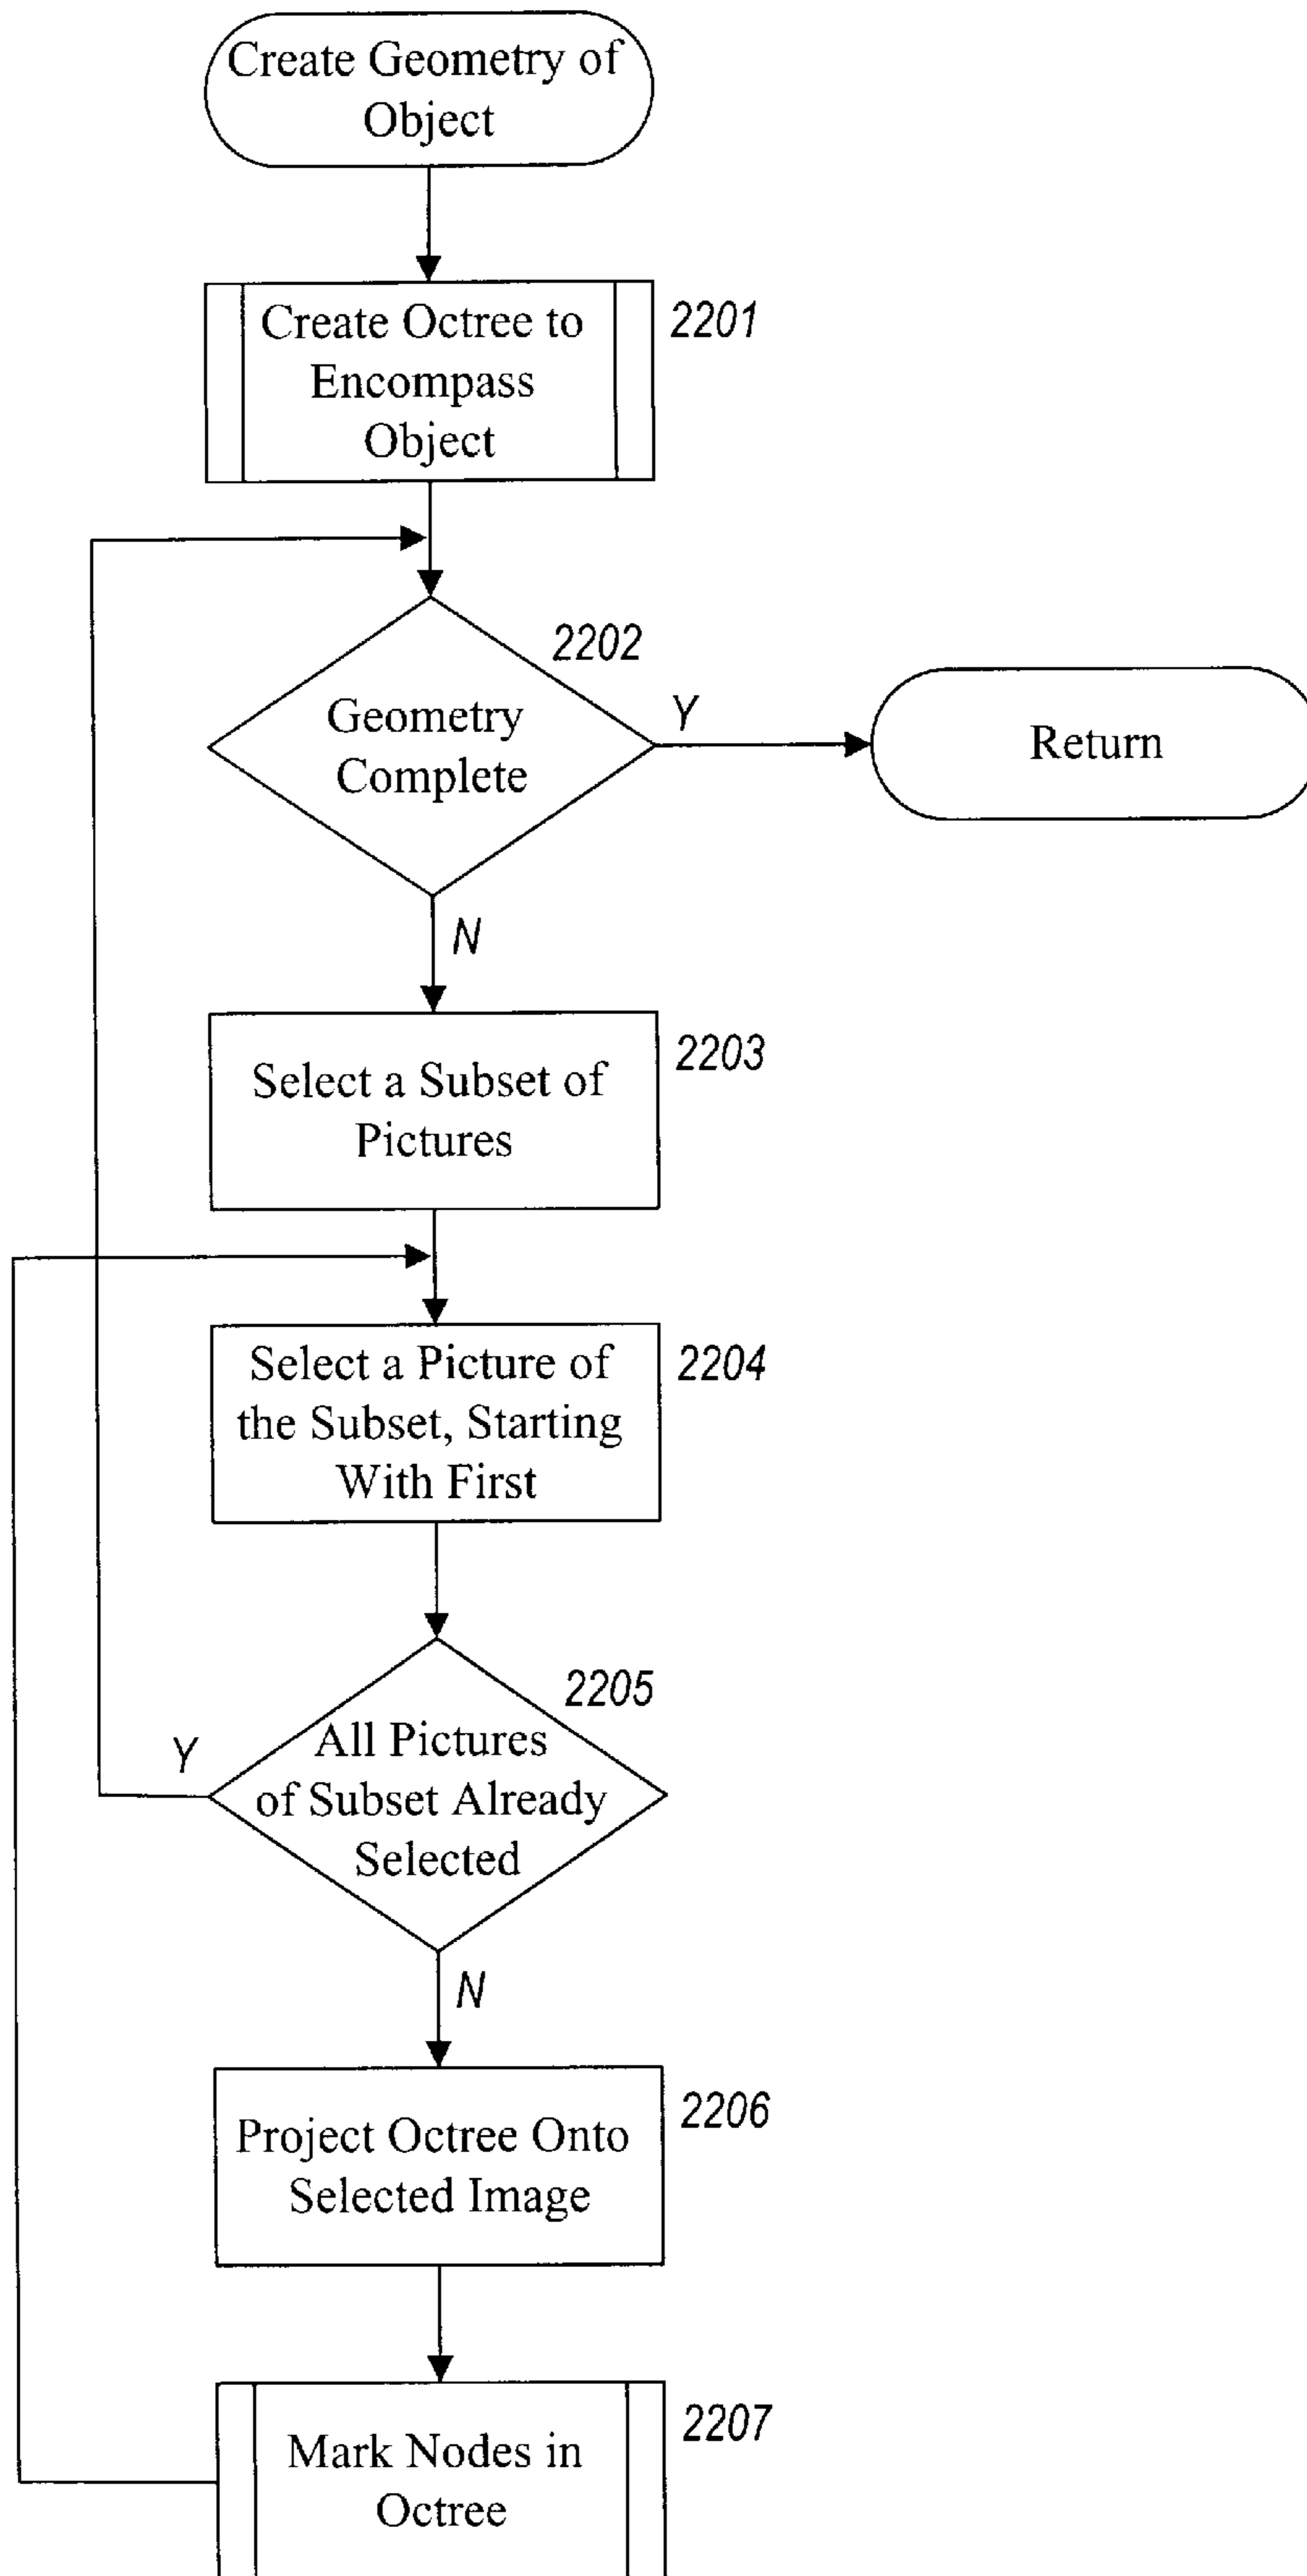 Create Geometry of
Object
Create Octree to
Encompass
Object
2201
2202
Geometry
Complete
Y
Return
N
2203
Select a Subset of
Pictures
Select a Picture of
the Subset, Starting
With First
2204
2205
All Pictures
of Subset Already
Selected
Y
N
Project Octree Onto
Selected Image
2206
Mark Nodes in
Octree
2207